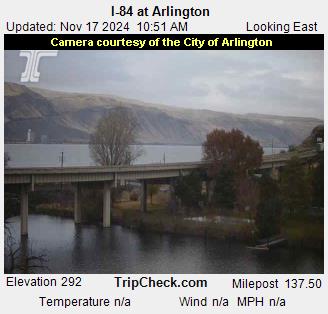 I-84 at Arlington
Updated: Nov 17 2024 10:51 AM Looking East
Camera courtesy of the City of Arlington
Elevation 292 TripCheck.com Milepost 137.50
Temperature n/a Wind n/a MPH n/a